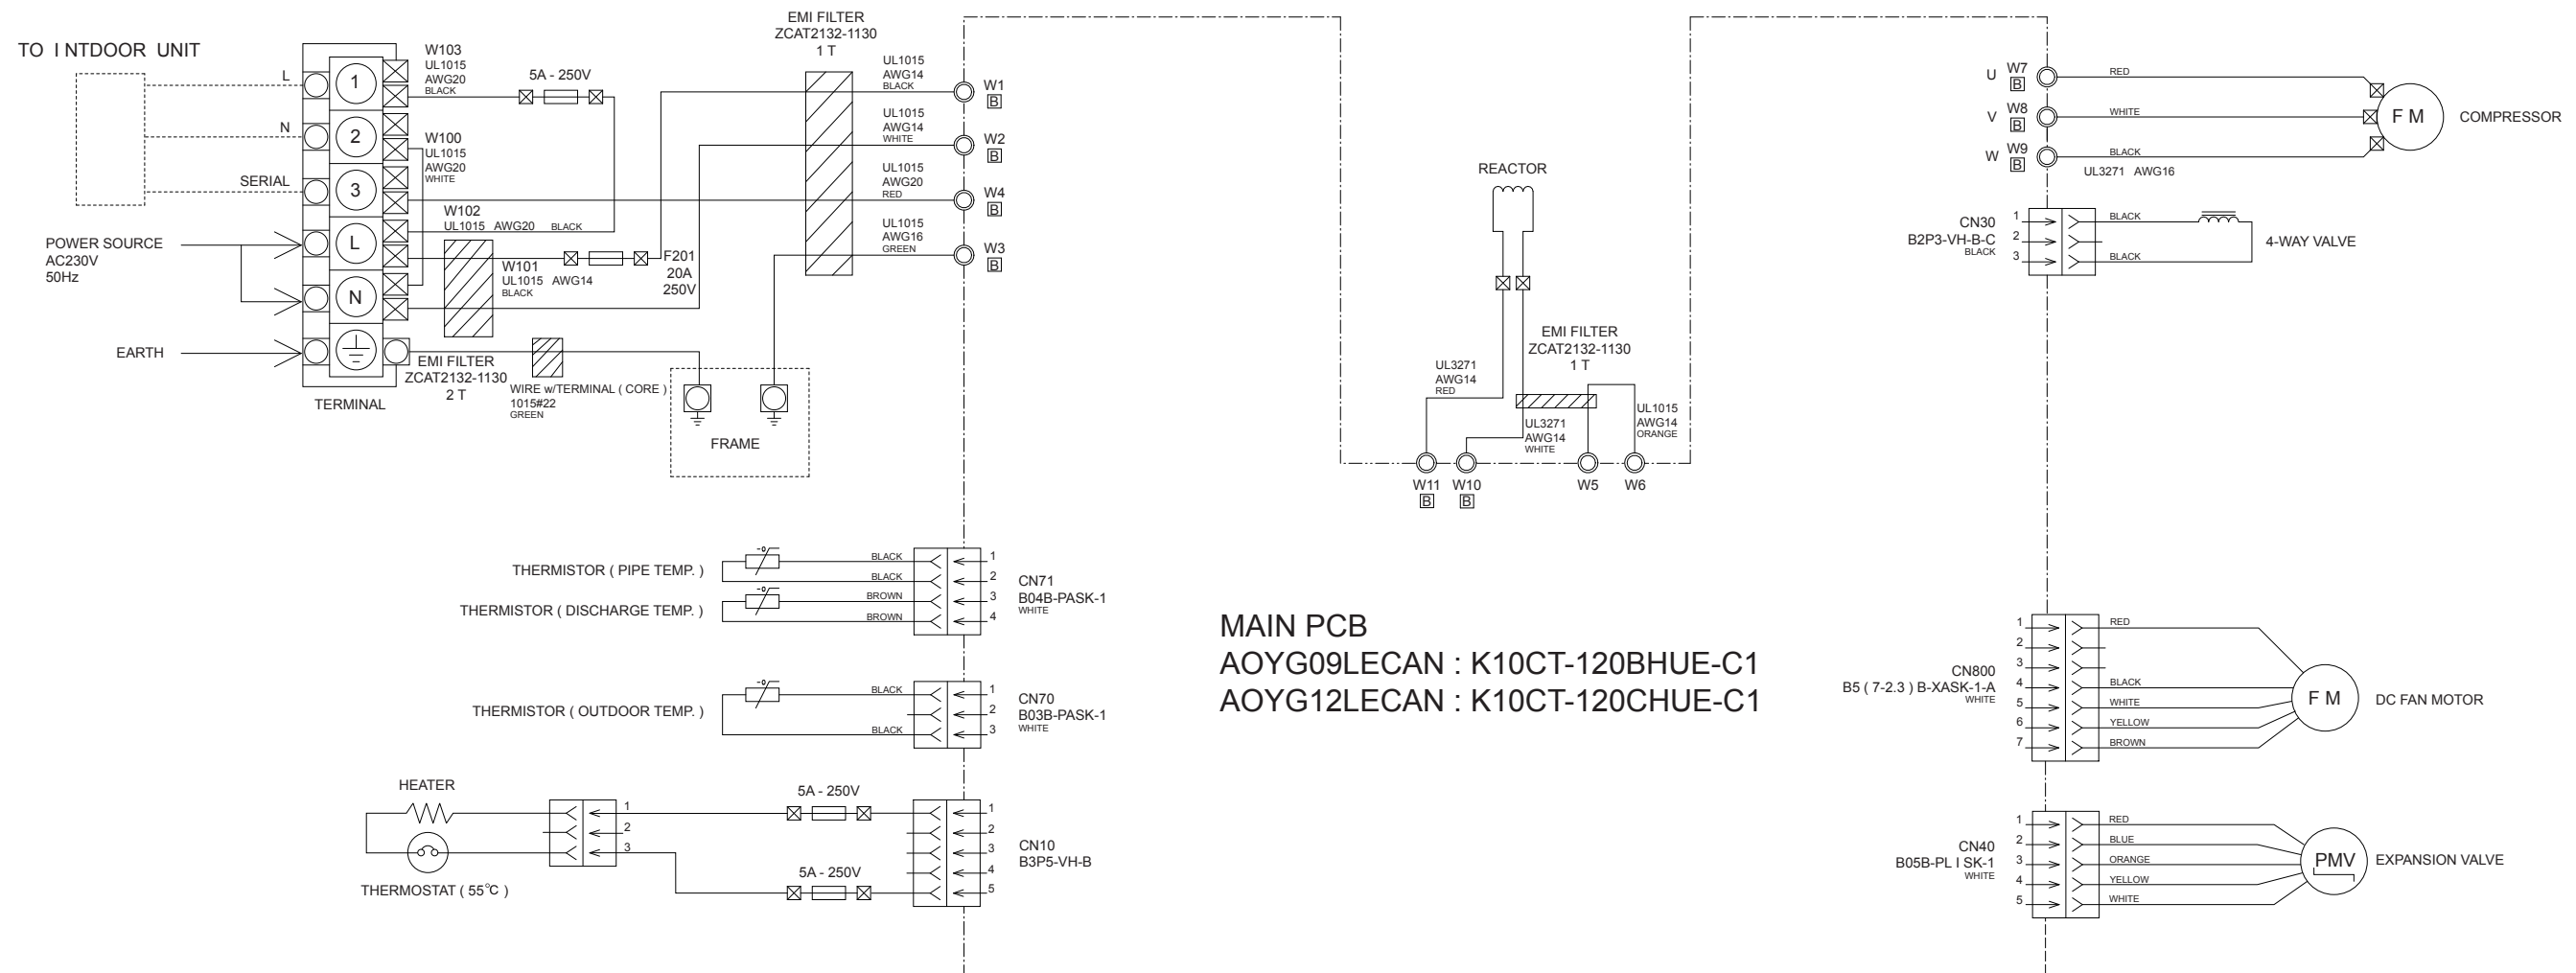 TO I NTDOOR UNIT
L
N
SERIAL
POWER SOURCE
AC230V
50Hz
EARTH
1
2
3
L
N
TERMINAL
W103
UL1015
AWG20
BLACK
5A - 250V
W100
UL1015
AWG20
WHITE
W102
UL1015 AWG20 BLACK
W101
UL1015 AWG14
BLACK
F201
20A
250V
EMI FILTER
ZCAT2132-1130
2 T
WIRE w/TERMINAL ( CORE )
1015#22
GREEN
FRAME
EMI FILTER
ZCAT2132-1130
1 T
UL1015
AWG14
BLACK
W1
B
UL1015
AWG14
WHITE
W2
B
UL1015
AWG20
RED
W4
B
UL1015
AWG16
GREEN
W3
B
REACTOR
EMI FILTER
ZCAT2132-1130
1 T
UL3271
AWG14
RED
UL3271
AWG14
WHITE
UL1015
AWG14
ORANGE
W11
B
W10
B
W5
W6
U W7
B
RED
V W8
B
WHITE
W W9
B
BLACK
UL3271 AWG16
F M
COMPRESSOR
CN30
B2P3-VH-B-C
BLACK
1
2
3
BLACK
BLACK
4-WAY VALVE
THERMISTOR ( PIPE TEMP. )
THERMISTOR ( DISCHARGE TEMP. )
BLACK
BLACK
BROWN
BROWN
1
2
3
4
CN71
B04B-PASK-1
WHITE
THERMISTOR ( OUTDOOR TEMP. )
BLACK
BLACK
1
2
3
CN70
B03B-PASK-1
WHITE
HEATER
THERMOSTAT ( 55℃ )
1
2
3
5A - 250V
5A - 250V
1
2
3
4
5
CN10
B3P5-VH-B
MAIN PCB
AOYG09LECAN : K10CT-120BHUE-C1
AOYG12LECAN : K10CT-120CHUE-C1
CN800
B5 ( 7-2.3 ) B-XASK-1-A
WHITE
1
2
3
4
5
6
7
RED
BLACK
WHITE
YELLOW
BROWN
F M
DC FAN MOTOR
CN40
B05B-PL I SK-1
WHITE
1
2
3
4
5
RED
BLUE
ORANGE
YELLOW
WHITE
PMV
EXPANSION VALVE